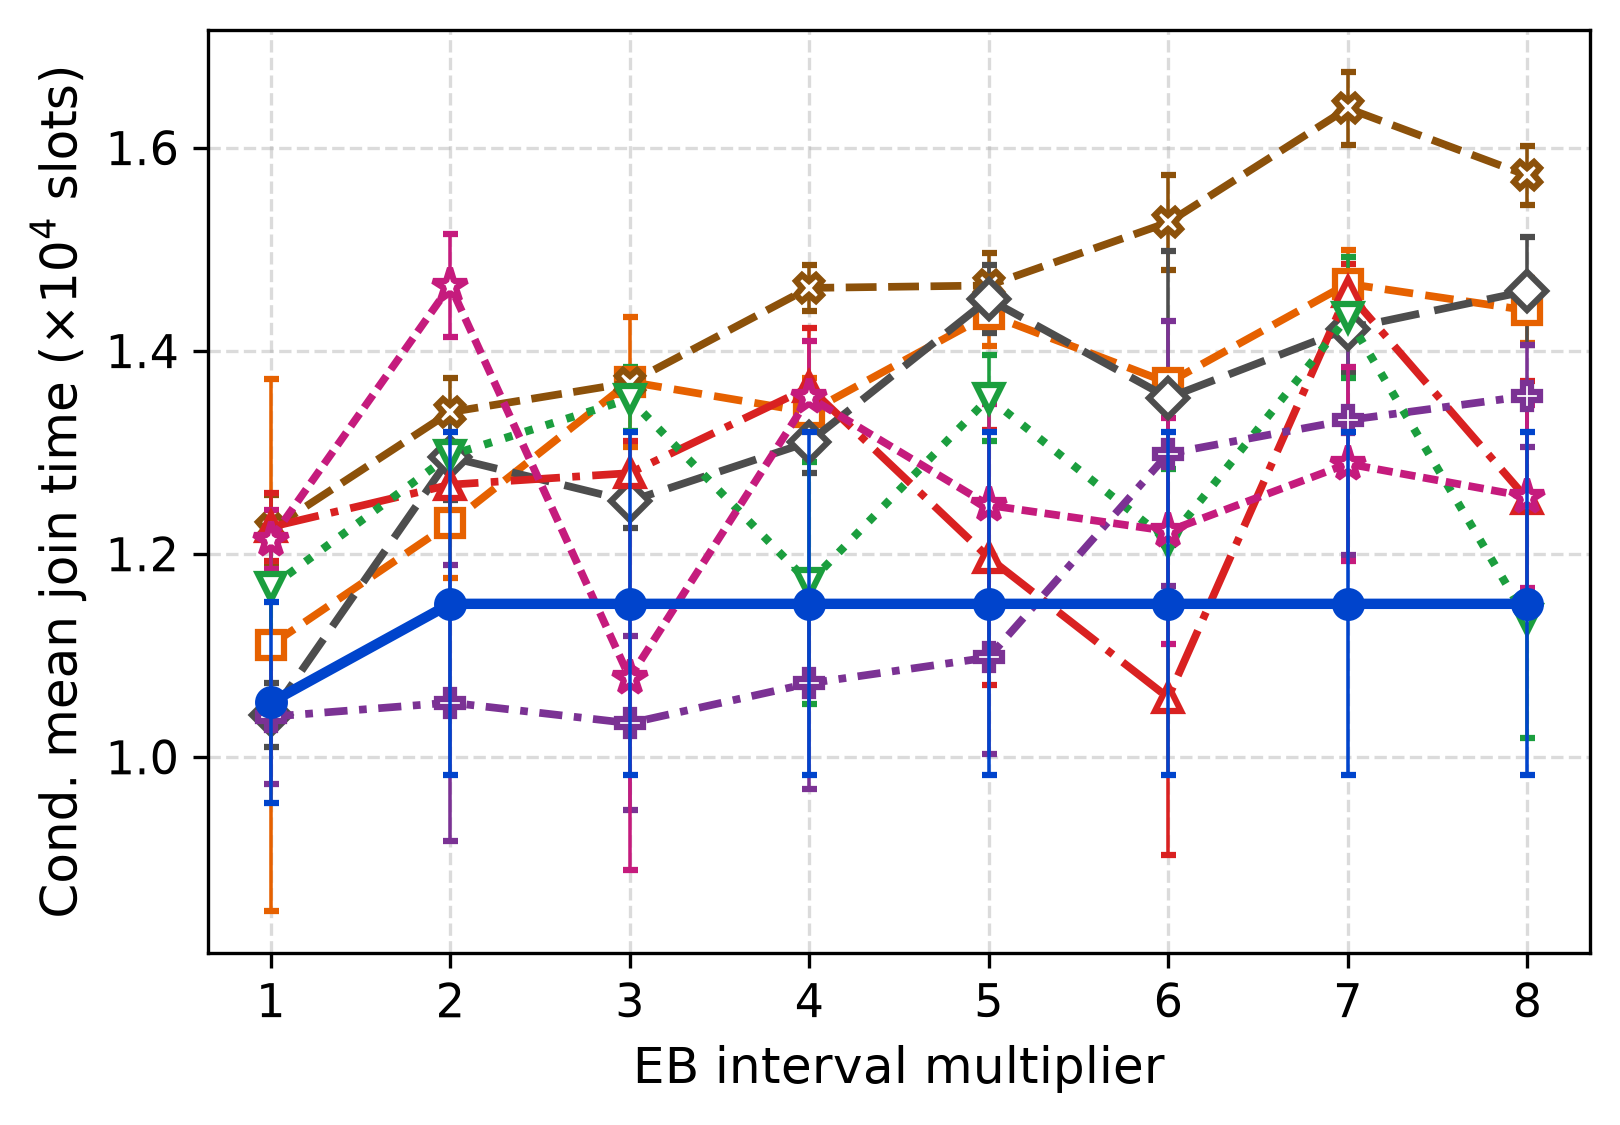 Cond. mean join time (×10⁴ slots)
1.6
1.4
1.2
1.0
1 2 3 4 5 6 7 8
EB interval multiplier